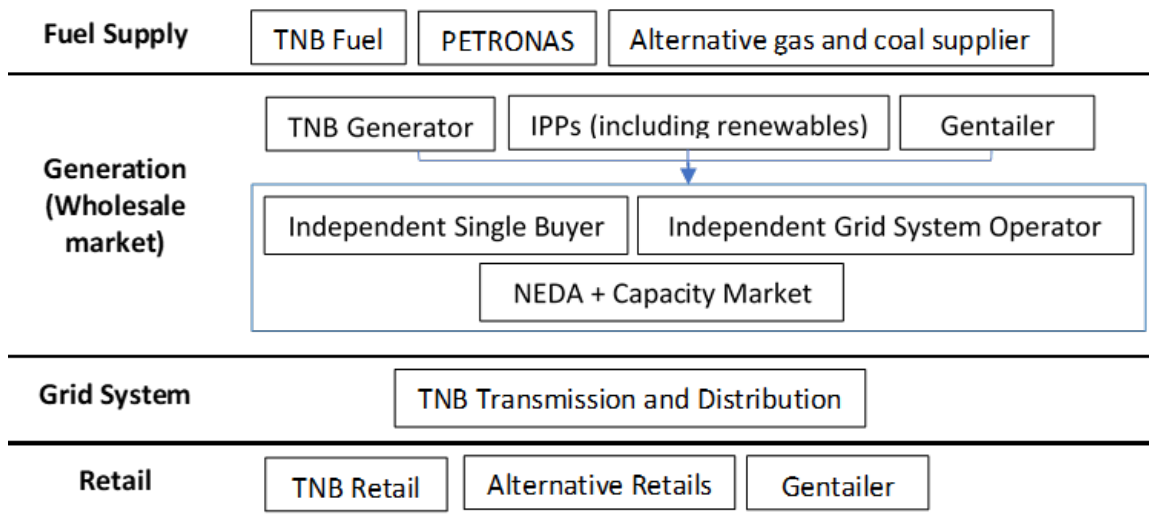 Fuel Supply
TNB Fuel
PETRONAS
Alternative gas and coal supplier
Generation
(Wholesale
market)
TNB Generator
IPPs (including renewables)
Gentailer
Independent Single Buyer
Independent Grid System Operator
NEDA + Capacity Market
Grid System
TNB Transmission and Distribution
Retail
TNB Retail
Alternative Retails
Gentailer